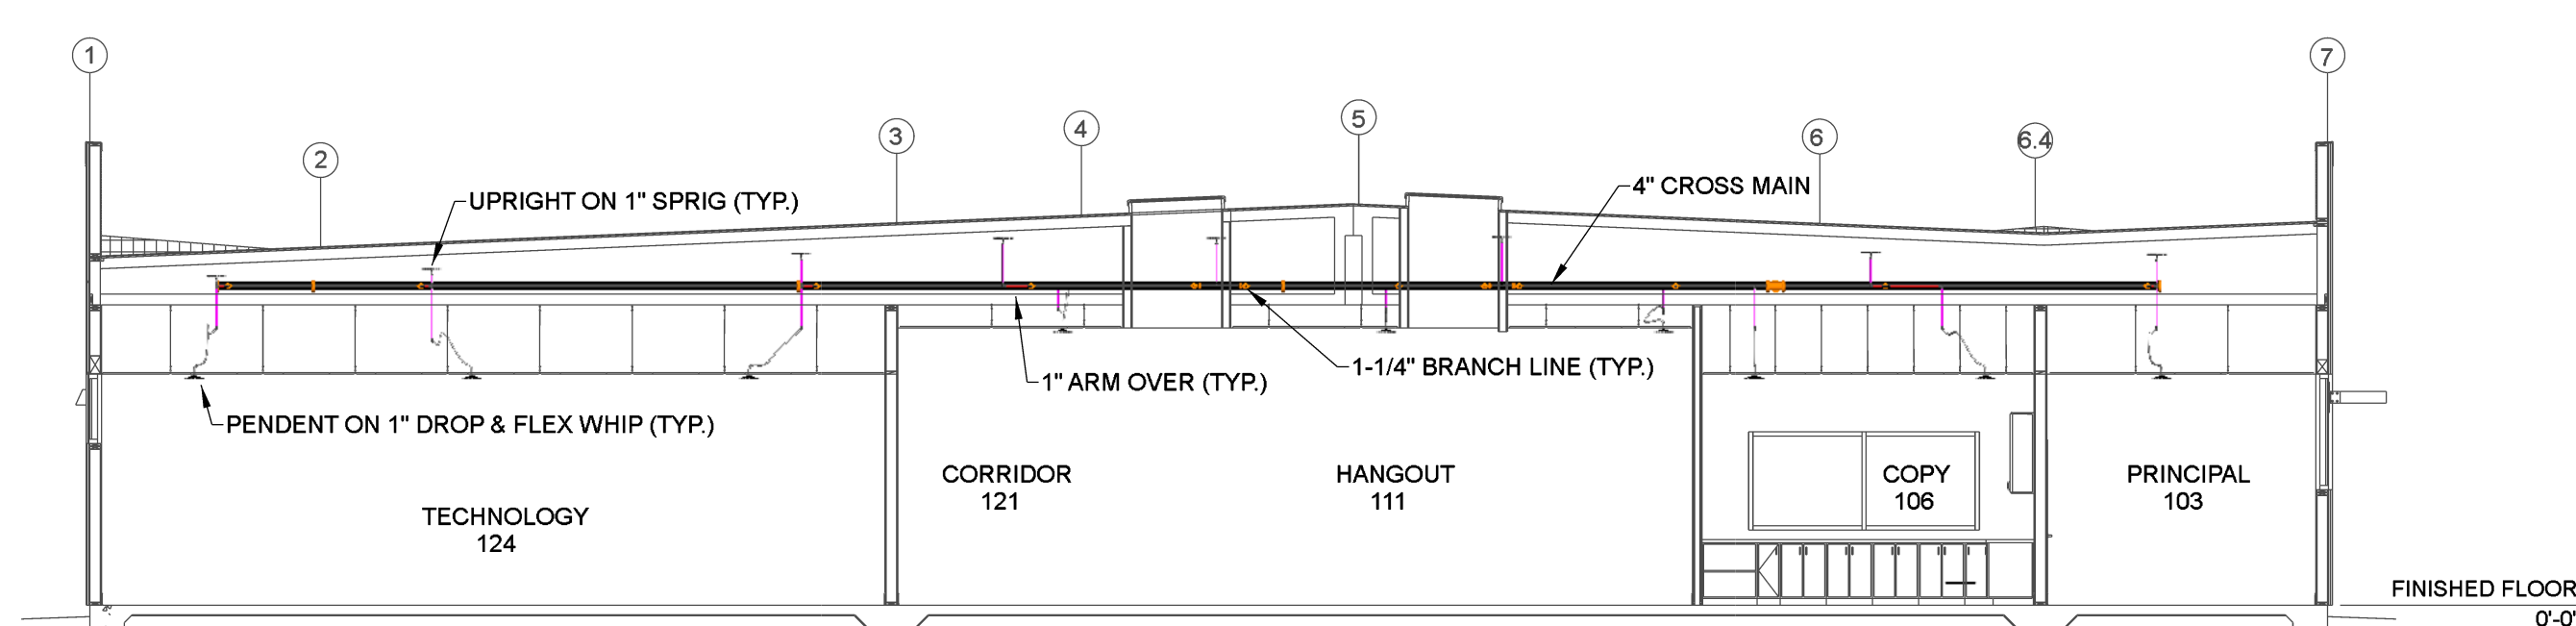 1
7
5
4
3
6
6.4
2
UPRIGHT ON 1" SPRIG (TYP.)
4" CROSS MAIN
1-1/4" BRANCH LINE (TYP.)
1" ARM OVER (TYP.)
PENDENT ON 1" DROP & FLEX WHIP (TYP.)
CORRIDOR
121
HANGOUT
111
COPY
106
PRINCIPAL
103
TECHNOLOGY
124
FINISHED FLOOR
0'-0"